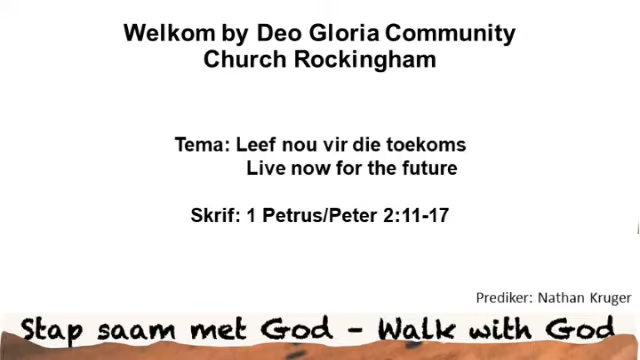 Welkom by Deo Gloria Community
Church Rockingham
Tema: Leef nou vir die toekoms
Live now for the future
Skrif: 1 Petrus/Peter 2:11-17
Prediker: Nathan Kruger
Stap saam met God - Walk with God